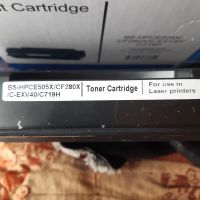 Cartridge
BS-HPCE505X/CF280X
/C-EXV40/C719H
Toner Cartridge
For use in
Laser printers